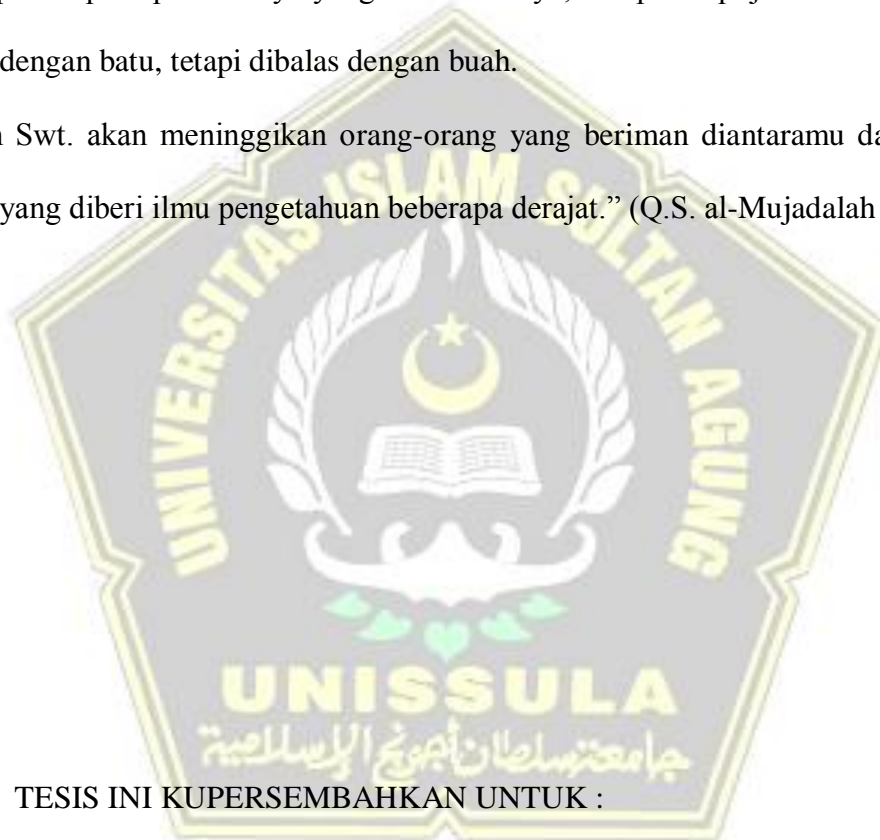 dengan batu, tetapi dibalas dengan buah.
Swt. akan meninggikan orang-orang yang beriman diantaramu
yang diberi ilmu pengetahuan beberapa derajat.” (Q.S. al-Mujadalah
UNIVERSITAS ISLAM SULTAN AGUNG
UNISSULA
جامعة سلطان أجونج الإسلامية
TESIS INI KUPERSEMBAHKAN UNTUK :